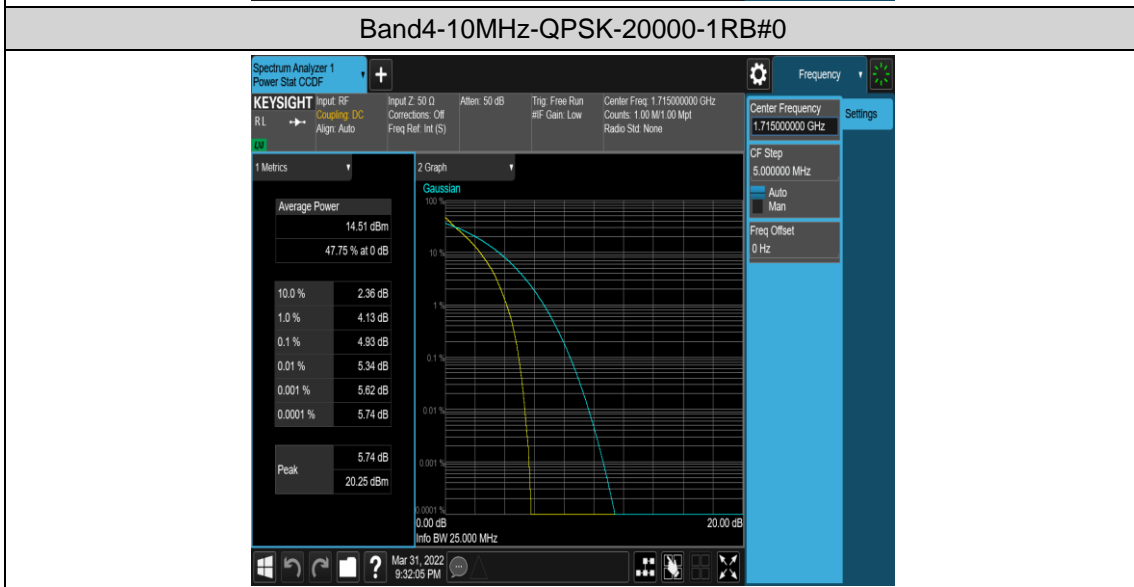 Band4-10MHz-QPSK-20000-1RB#0
Spectrum Analyzer 1
Power Stat CCDF
Frequency
KEYSIGHT
RL
LNI
Input: RF
Coupling: DC
Align: Auto
Input Z: 50 Ω
Corrections: Off
Freq Ref: Int (S)
Atten: 50 dB
Trig: Free Run
#IF Gain: Low
Center Freq: 1.715000000 GHz
Counts: 1.00 M/1.00 Mpt
Radio Std: None
Center Frequency
1.715000000 GHz
Settings
CF Step
5.000000 MHz
Auto
Man
Freq Offset
0 Hz
1 Metrics
Average Power
14.51 dBm
47.75 % at 0 dB
10.0 % 2.36 dB
1.0 % 4.13 dB
0.1 % 4.93 dB
0.01 % 5.34 dB
0.001 % 5.62 dB
0.0001 % 5.74 dB
Peak
5.74 dB
20.25 dBm
2 Graph
Gaussian
100 %
10 %
1 %
0.1 %
0.01 %
0.001 %
0.0001 %
0.00 dB 20.00 dB
Info BW 25.000 MHz
?
Mar 31, 2022
9:32:05 PM